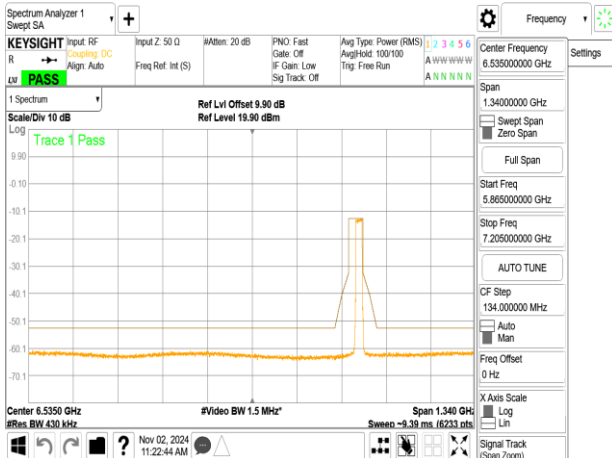 Spectrum Analyzer 1
Swept SA
Frequency
Settings
KEYSIGHT
R
LXI
PASS
Input: RF
Coupling: DC
Align: Auto
Input Z: 50 Ω
Freq Ref: Int (S)
#Atten: 20 dB
PNO: Fast
Gate: Off
IF Gain: Low
Sig Track: Off
Avg Type: Power (RMS)
Avg|Hold: 100/100
Trig: Free Run
1 2 3 4 5 6
A W W W W W
A N N N N N
1 Spectrum
Scale/Div 10 dB
Ref Lvl Offset 9.90 dB
Ref Level 19.90 dBm
Log
Trace 1 Pass
9.90
-0.10
-10.1
-20.1
-30.1
-40.1
-50.1
-60.1
-70.1
Center 6.5350 GHz
#Res BW 430 kHz
#Video BW 1.5 MHz*
Span 1.340 GHz
Sweep ~9.39 ms (6233 pts
Nov 02, 2024
11:22:44 AM
Center Frequency
6.535000000 GHz
Span
1.34000000 GHz
Swept Span
Zero Span
Full Span
Start Freq
5.865000000 GHz
Stop Freq
7.205000000 GHz
AUTO TUNE
CF Step
134.000000 MHz
Auto
Man
Freq Offset
0 Hz
X Axis Scale
Log
Lin
Signal Track
(Span Zoom)